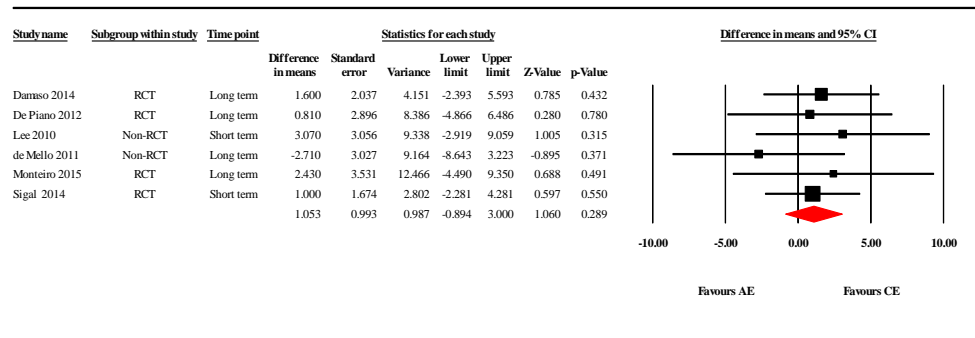 Study name Subgroup within study Time point Statistics for each study Difference in means and 95% CI
Difference in means Standard error Variance Lower limit Upper limit Z-Value p-Value
Damaso 2014 RCT Long term 1.600 2.037 4.151 -2.393 5.593 0.785 0.432
De Piano 2012 RCT Long term 0.810 2.896 8.386 -4.866 6.486 0.280 0.780
Lee 2010 Non-RCT Short term 3.070 3.056 9.338 -2.919 9.059 1.005 0.315
de Mello 2011 Non-RCT Long term -2.710 3.027 9.164 -8.643 3.223 -0.895 0.371
Monteiro 2015 RCT Long term 2.430 3.531 12.466 -4.490 9.350 0.688 0.491
Sigal 2014 RCT Short term 1.000 1.674 2.802 -2.281 4.281 0.597 0.550
1.053 0.993 0.987 -0.894 3.000 1.060 0.289
-10.00 -5.00 0.00 5.00 10.00
Favours AE Favours CE